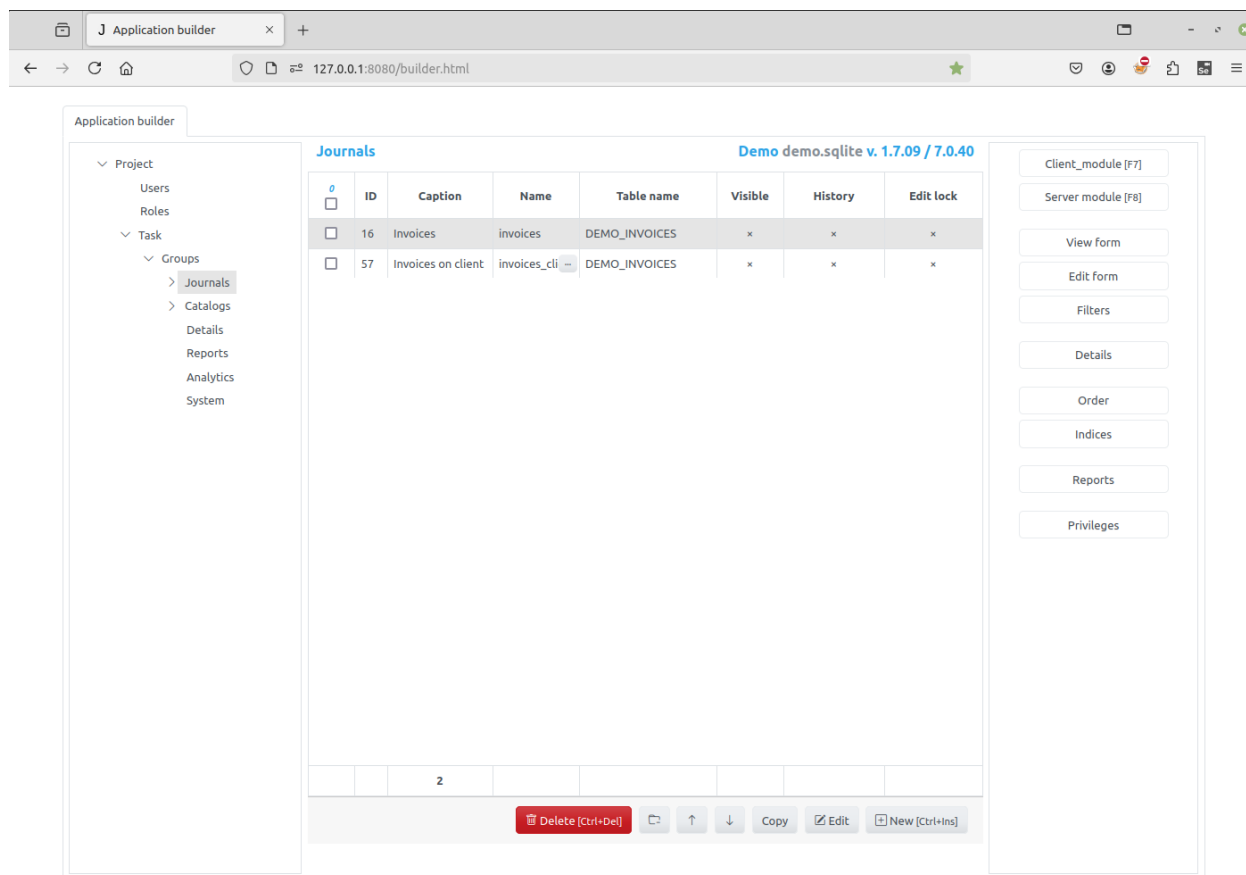 J Application builder
127.0.0.1:8080/builder.html
Se
Application builder
Project
Users
Roles
Task
Groups
Journals
Catalogs
Details
Reports
Analytics
System
Journals
Demo demo.sqlite v. 1.7.09 / 7.0.40
0 ID Caption Name Table name Visible History Edit lock
16 Invoices invoices DEMO_INVOICES × × ×
57 Invoices on client invoices_cli DEMO_INVOICES × × ×
2
Delete [Ctrl+Del] ↑ ↓ Copy Edit New [Ctrl+Ins]
Client_module [F7]
Server module [F8]
View form
Edit form
Filters
Details
Order
Indices
Reports
Privileges